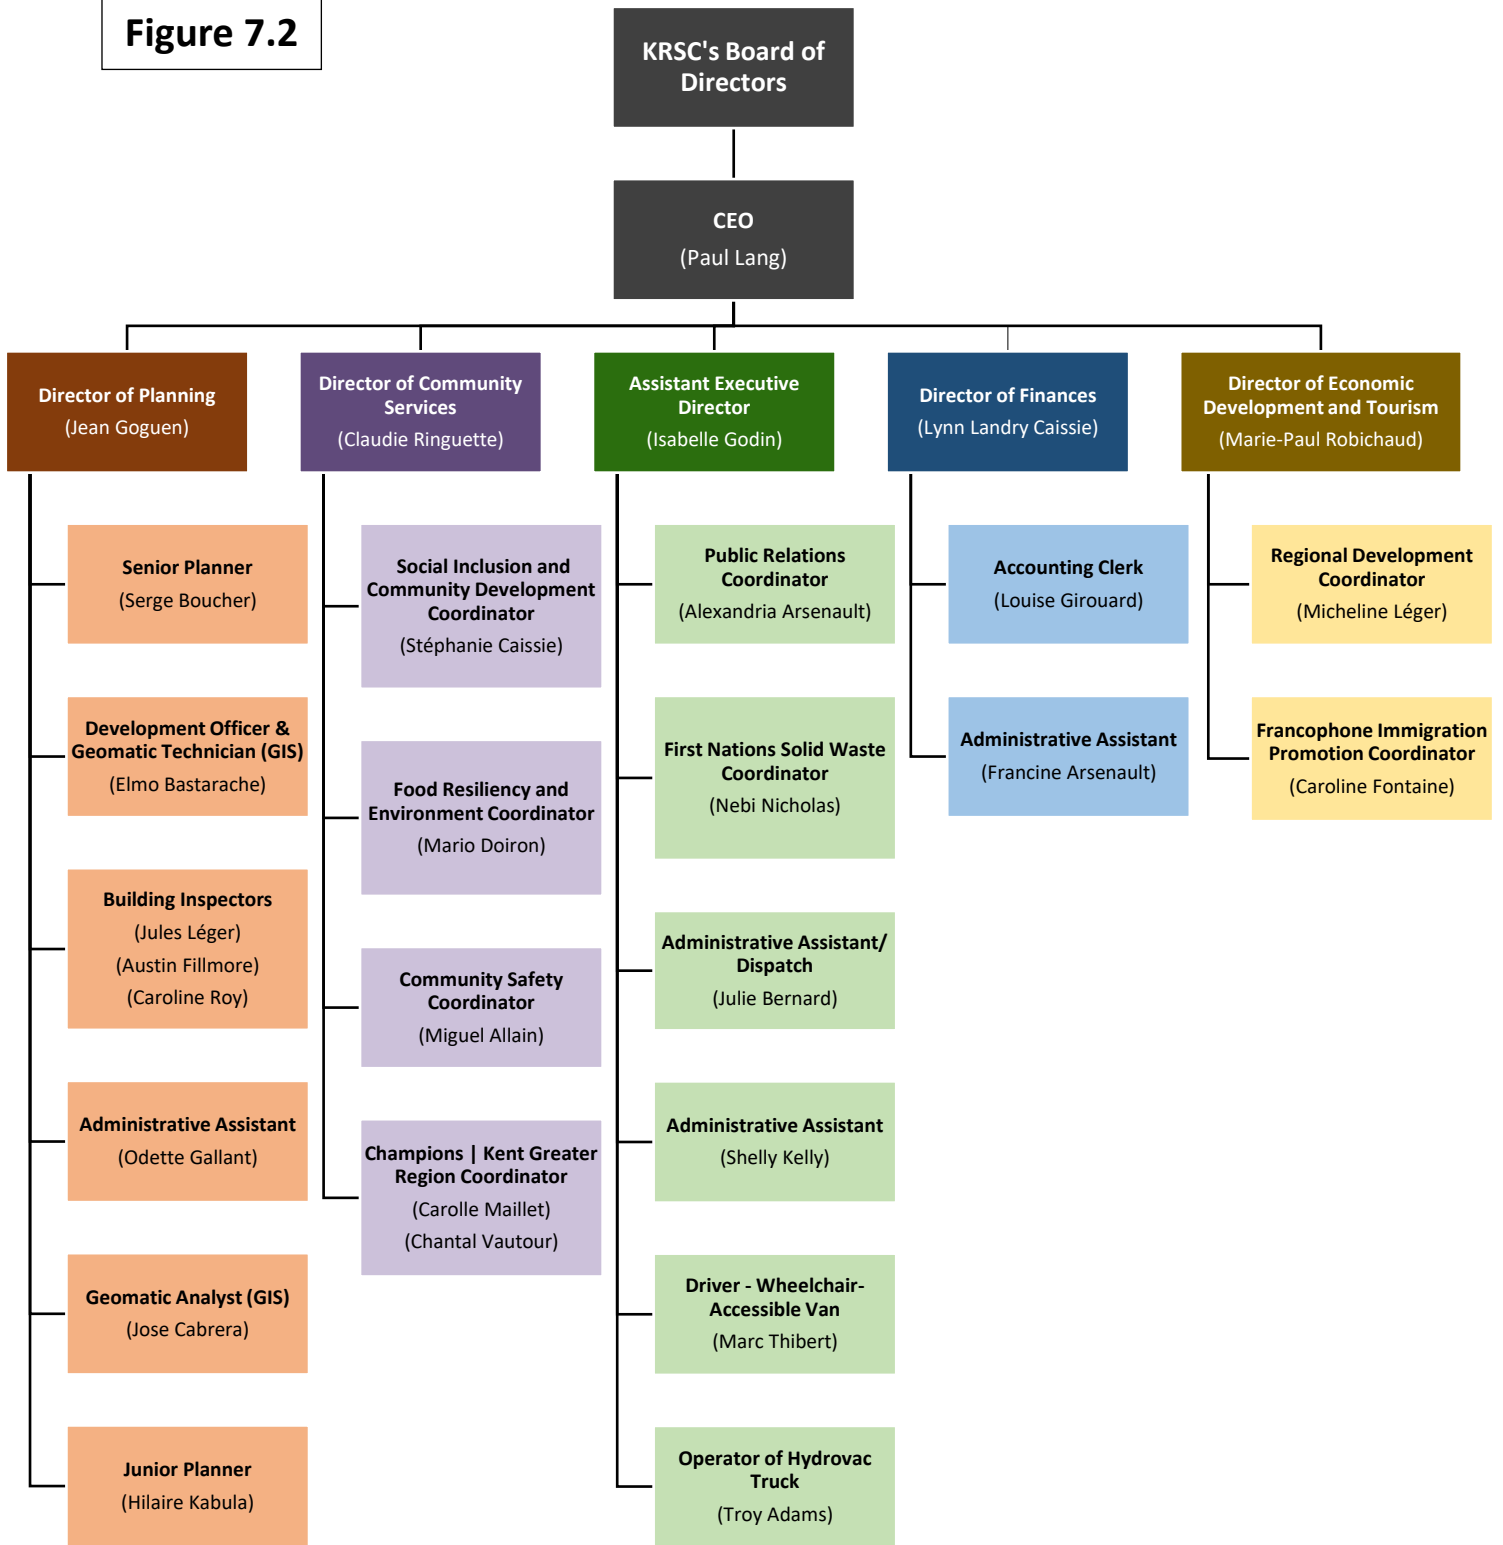 Figure 7.2
KRSC's Board of
Directors
CEO
(Paul Lang)
Director of Planning
(Jean Goguen)
Director of Community
Services
(Claudie Ringuette)
Assistant Executive
Director
(Isabelle Godin)
Director of Finances
(Lynn Landry Caissie)
Director of Economic
Development and Tourism
(Marie-Paul Robichaud)
Senior Planner
(Serge Boucher)
Development Officer &
Geomatic Technician (GIS)
(Elmo Bastarache)
Building Inspectors
(Jules Léger)
(Austin Fillmore)
(Caroline Roy)
Administrative Assistant
(Odette Gallant)
Geomatic Analyst (GIS)
(Jose Cabrera)
Junior Planner
(Hilaire Kabula)
Social Inclusion and
Community Development
Coordinator
(Stéphanie Caissie)
Food Resiliency and
Environment Coordinator
(Mario Doiron)
Community Safety
Coordinator
(Miguel Allain)
Champions | Kent Greater
Region Coordinator
(Carolle Maillet)
(Chantal Vautour)
Public Relations
Coordinator
(Alexandria Arsenault)
First Nations Solid Waste
Coordinator
(Nebi Nicholas)
Administrative Assistant/
Dispatch
(Julie Bernard)
Administrative Assistant
(Shelly Kelly)
Driver - Wheelchair-
Accessible Van
(Marc Thibert)
Operator of Hydrovac
Truck
(Troy Adams)
Accounting Clerk
(Louise Girouard)
Administrative Assistant
(Francine Arsenault)
Regional Development
Coordinator
(Micheline Léger)
Francophone Immigration
Promotion Coordinator
(Caroline Fontaine)